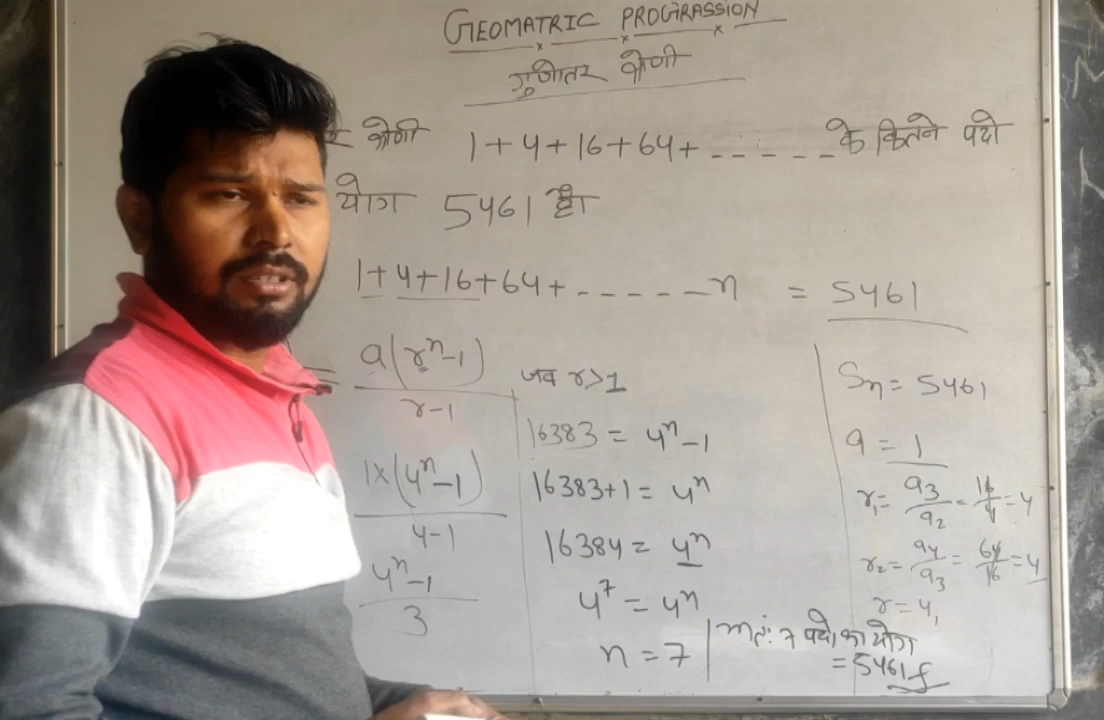 GEOMATRIC PROGRASSION
गुणोतर श्रेणी
श्रेणी 1+4+16+64+ ------ के कितने पदो
योग 5461 है
1+4+16+64+ ------ n = 5461
= a(r^n-1) / r-1 जब r>1
1×(4^n-1) / 4-1
4^n-1 / 3
16383 = 4^n-1
16383+1 = 4^n
16384 = 4^n
4^7 = 4^n
n = 7
Sn = 5461
a = 1
r1 = a3/a2 = 16/4 = 4
r2 = a4/a3 = 64/16 = 4
r = 4,
अतः 7 पदो का योग
= 5461